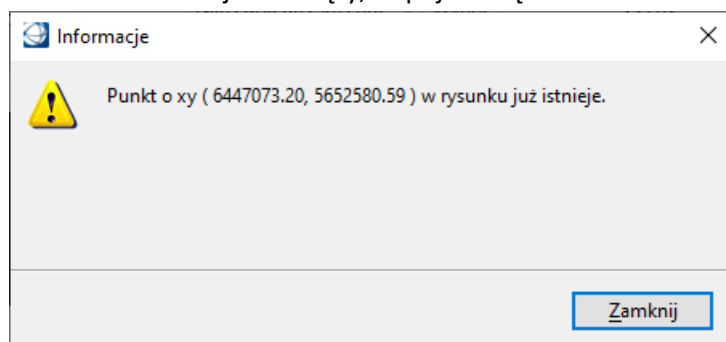 Informacje
Punkt o xy ( 6447073.20, 5652580.59 ) w rysunku już istnieje.
Zamknij